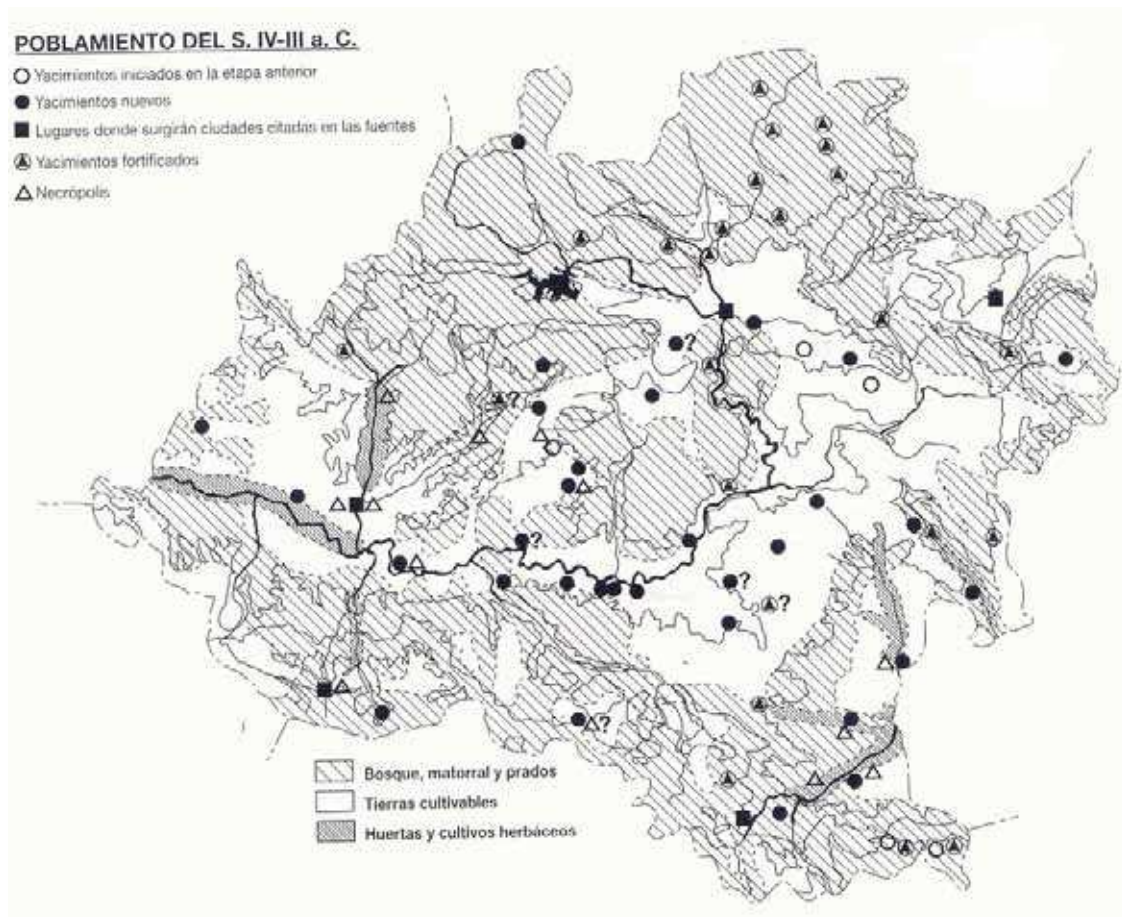 POBLAMIENTO DEL S. IV-III a. C.
Yacimientos iniciados en la etapa anterior
Yacimientos nuevos
Lugares donde surgirán ciudades citadas en las fuentes
Yacimientos fortificados
Necrópolis
?
?
?
?
?
?
Bosque, matorral y prados
Tierras cultivables
Huertas y cultivos herbáceos